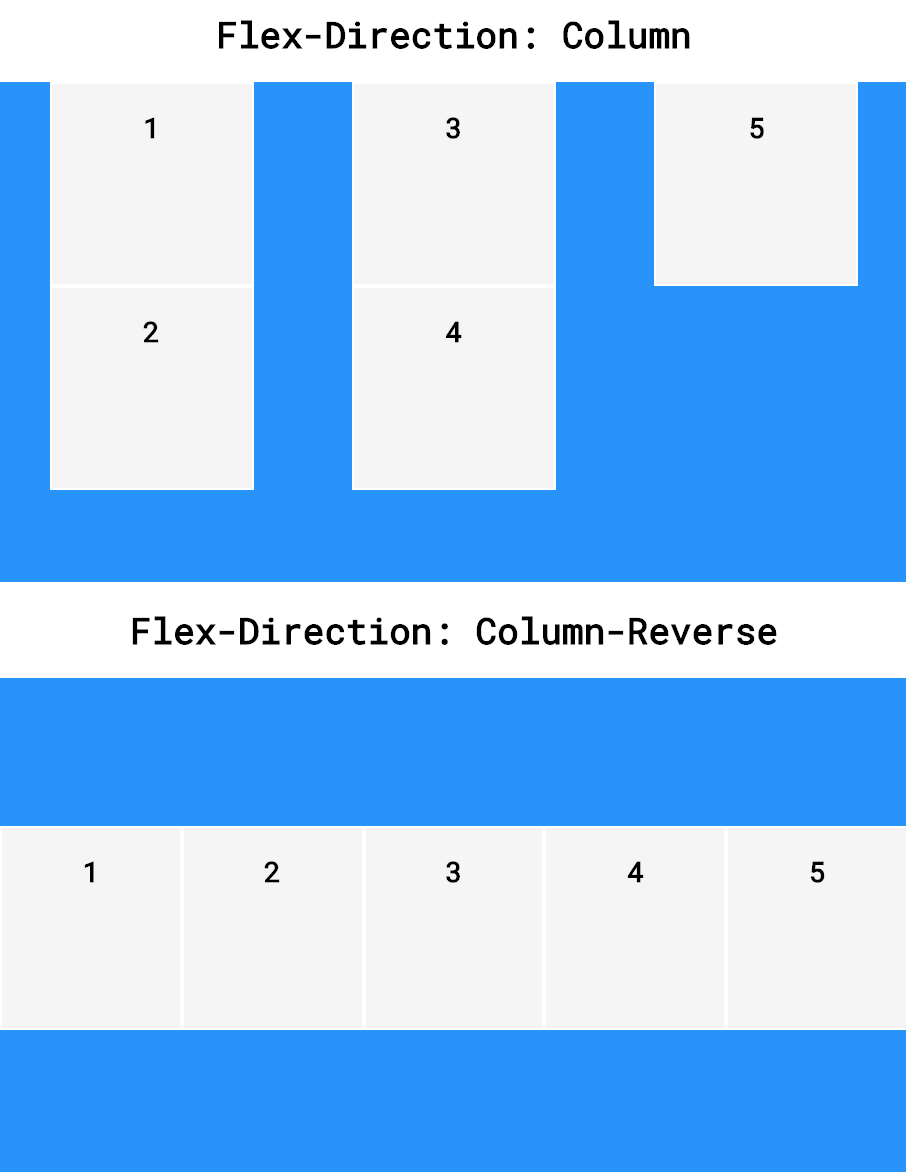 Flex-Direction: Column
1 3 5
2 4
Flex-Direction: Column-Reverse
1 2 3 4 5